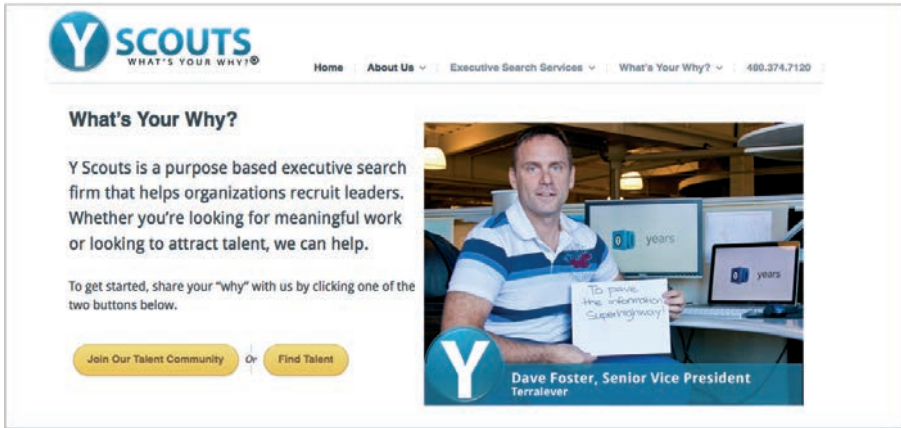 Y SCOUTS
WHAT'S YOUR WHY?®
Home About Us Executive Search Services What's Your Why? 480.374.7120
What's Your Why?
Y Scouts is a purpose based executive search
firm that helps organizations recruit leaders.
Whether you're looking for meaningful work
or looking to attract talent, we can help.
To get started, share your "why" with us by clicking one of the
two buttons below.
Join Our Talent Community Or Find Talent
years
years
To pave
the information
Superhighway!
Y
Dave Foster, Senior Vice President
Terralever